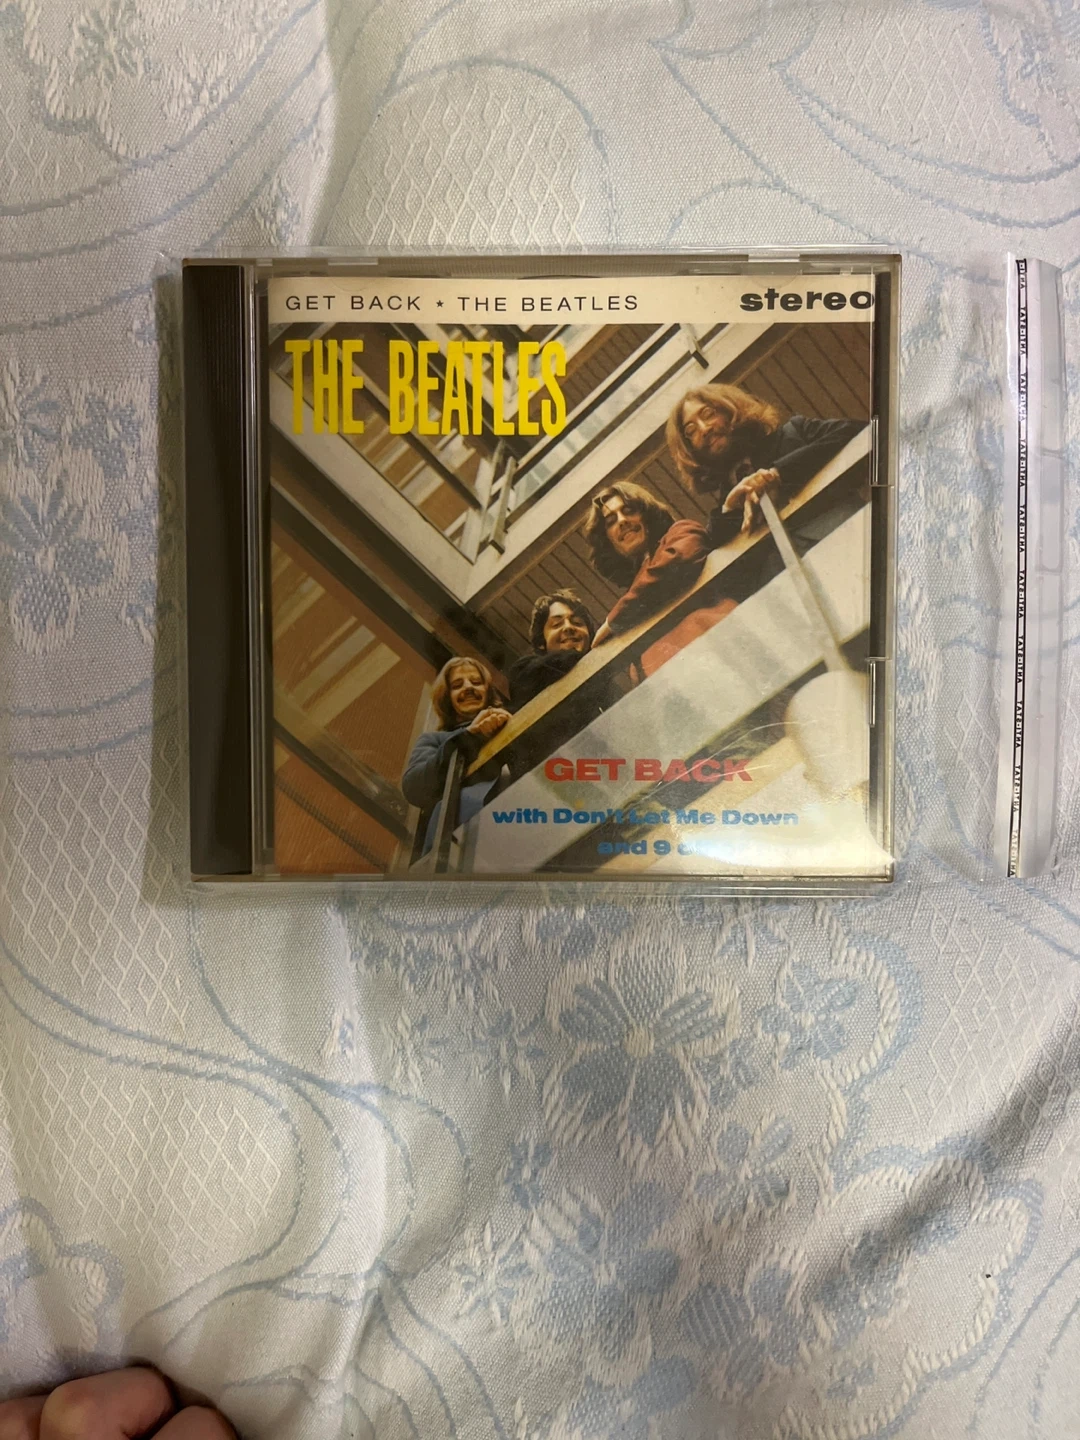 GET BACK ★ THE BEATLES
stereo
THE BEATLES
GET BACK
with Don't Let Me Down
and 9